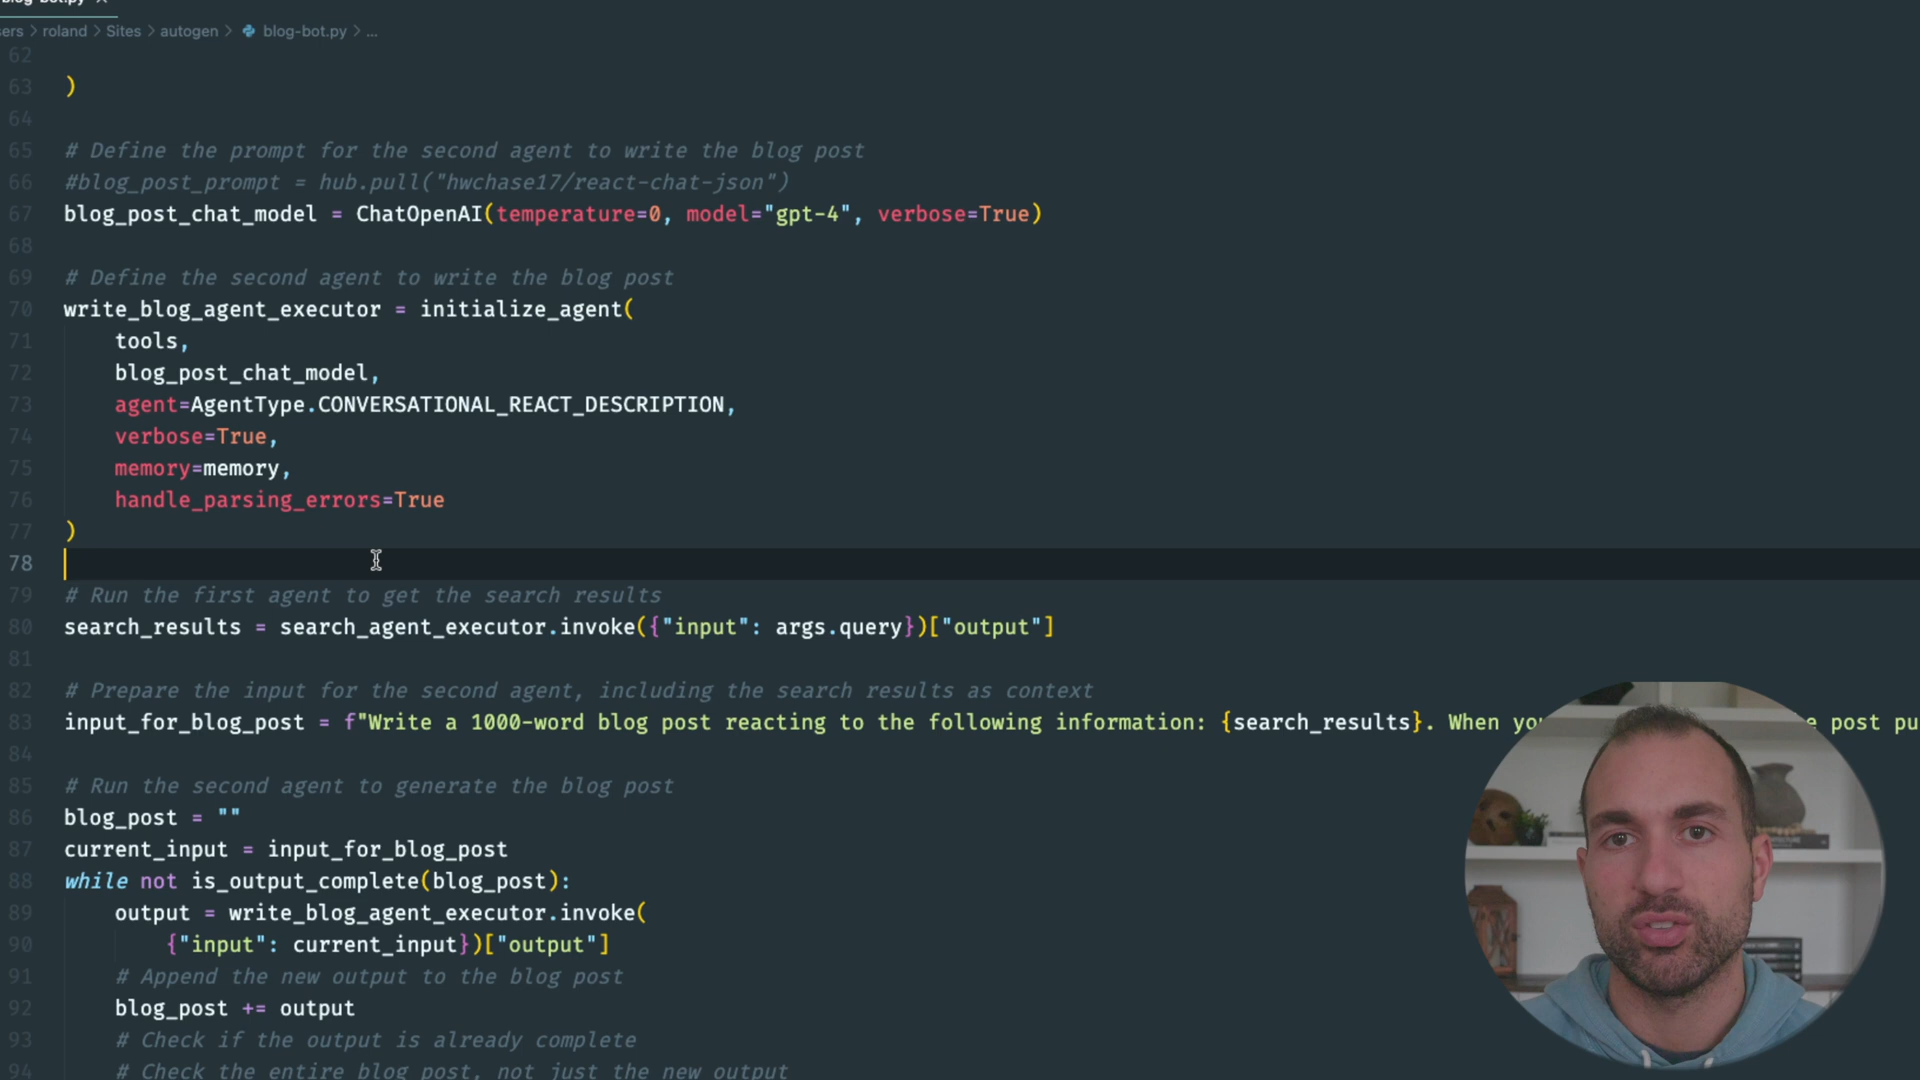 blog-bot.py ×
ers > roland > Sites > autogen > blog-bot.py > ...
62
63 )
64
65 # Define the prompt for the second agent to write the blog post
66 #blog_post_prompt = hub.pull("hwchase17/react-chat-json")
67 blog_post_chat_model = ChatOpenAI(temperature=0, model="gpt-4", verbose=True)
68
69 # Define the second agent to write the blog post
70 write_blog_agent_executor = initialize_agent(
71     tools,
72     blog_post_chat_model,
73     agent=AgentType.CONVERSATIONAL_REACT_DESCRIPTION,
74     verbose=True,
75     memory=memory,
76     handle_parsing_errors=True
77 )
78
79 # Run the first agent to get the search results
80 search_results = search_agent_executor.invoke({"input": args.query})["output"]
81
82 # Prepare the input for the second agent, including the search results as context
83 input_for_blog_post = f"Write a 1000-word blog post reacting to the following information: {search_results}. When yo post pu
84
85 # Run the second agent to generate the blog post
86 blog_post = ""
87 current_input = input_for_blog_post
88 while not is_output_complete(blog_post):
89     output = write_blog_agent_executor.invoke(
90         {"input": current_input})["output"]
91     # Append the new output to the blog post
92     blog_post += output
93     # Check if the output is already complete
94     # Check the entire blog post, not just the new output